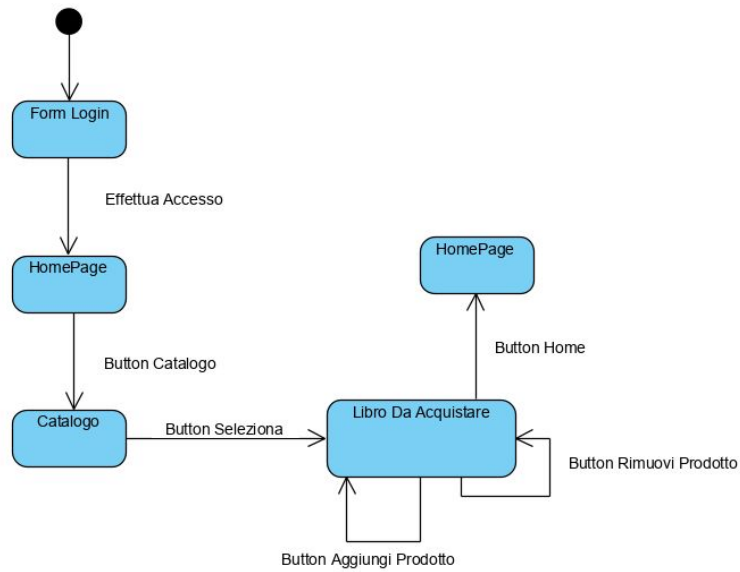 Form Login
Effettua Accesso
HomePage
HomePage
Button Home
Button Catalogo
Catalogo
Button Seleziona
Libro Da Acquistare
Button Rimuovi Prodotto
Button Aggiungi Prodotto